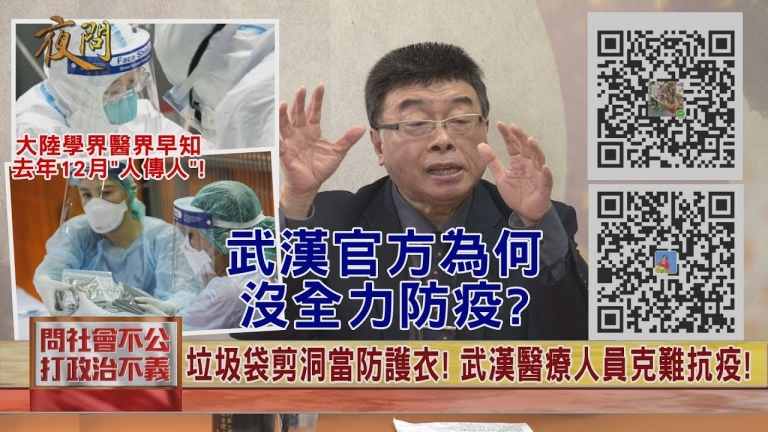 夜問
Face Shield
大陸學界醫界早知
去年12月"人傳人"!
武漢官方為何
沒全力防疫?
問社會不公
打政治不義
垃圾袋剪洞當防護衣! 武漢醫療人員克難抗疫!